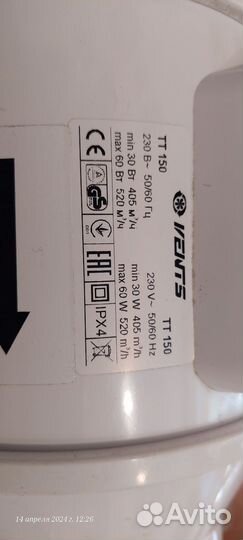 VENTS
TT 150
230 В~ 50/60 Гц
min 30 Вт 405 м³/ч
max 60 Вт 520 м³/ч
TT 150
230 V~ 50/60 Hz
min 30 W 405 m³/h
max 60 W 520 m³/h
CE
EAC
IPX4
14 апреля 2024 г. 12:26
Avito